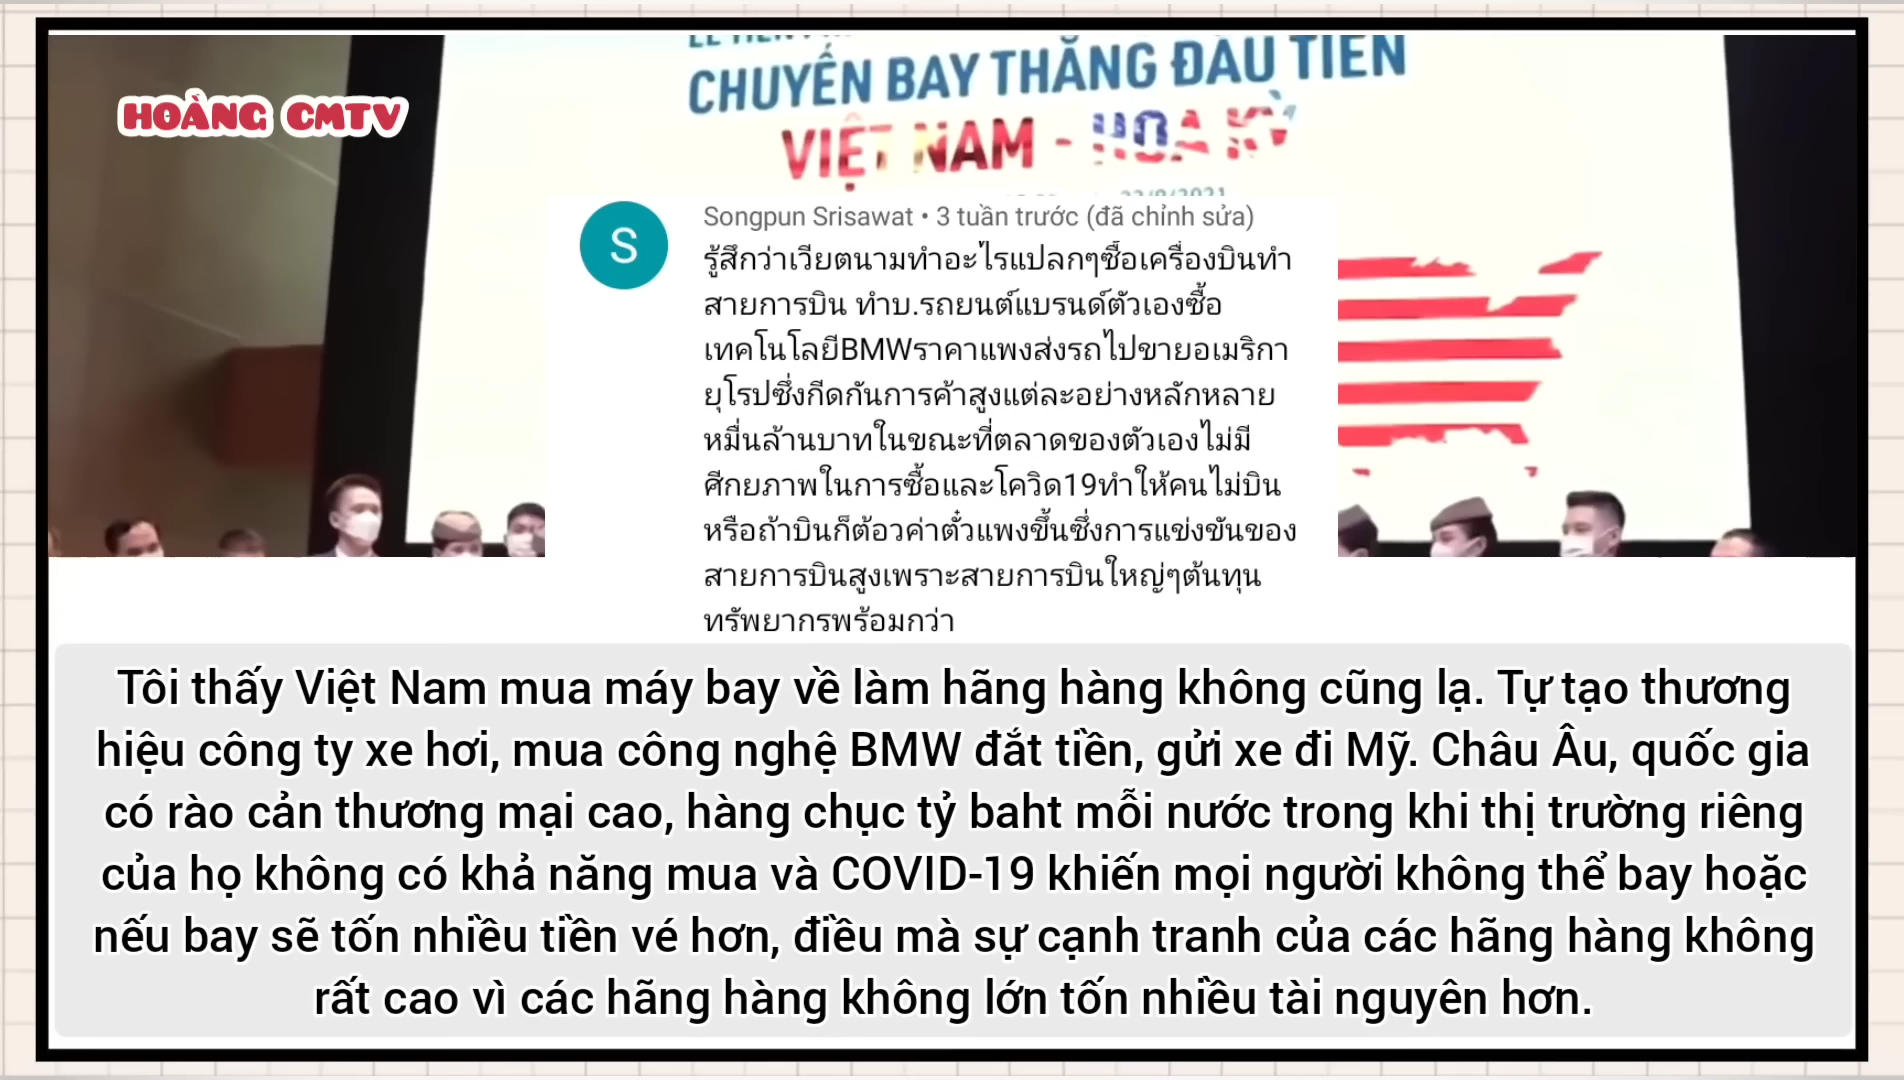 CHUYẾN BAY THẲNG ĐẦU TIÊN
HOÀNG CMTV
VIỆT NAM - HOA KỲ
Songpun Srisawat • 3 tuần trước (đã chỉnh sửa)
S
รู้สึกว่าเวียตนามทำอะไรแปลกๆซื้อเครื่องบินทำ
สายการบิน ทำบ.รถยนต์แบรนด์ตัวเองซื้อ
เทคโนโลยีBMWราคาแพงส่งรถไปขายอเมริกา
ยุโรปซึ่งกีดกันการค้าสูงแต่ละอย่างหลักหลาย
หมื่นล้านบาทในขณะที่ตลาดของตัวเองไม่มี
ศีกยภาพในการซื้อและโควิด19ทำให้คนไม่บิน
หรือถ้าบินก็ต้อวค่าตั๋วแพงขึ้นซึ่งการแข่งขันของ
สายการบินสูงเพราะสายการบินใหญ่ๆต้นทุน
ทรัพยากรพร้อมกว่า
Tôi thấy Việt Nam mua máy bay về làm hãng hàng không cũng lạ. Tự tạo thương
hiệu công ty xe hơi, mua công nghệ BMW đắt tiền, gửi xe đi Mỹ. Châu Âu, quốc gia
có rào cản thương mại cao, hàng chục tỷ baht mỗi nước trong khi thị trường riêng
của họ không có khả năng mua và COVID-19 khiến mọi người không thể bay hoặc
nếu bay sẽ tốn nhiều tiền vé hơn, điều mà sự cạnh tranh của các hãng hàng không
rất cao vì các hãng hàng không lớn tốn nhiều tài nguyên hơn.